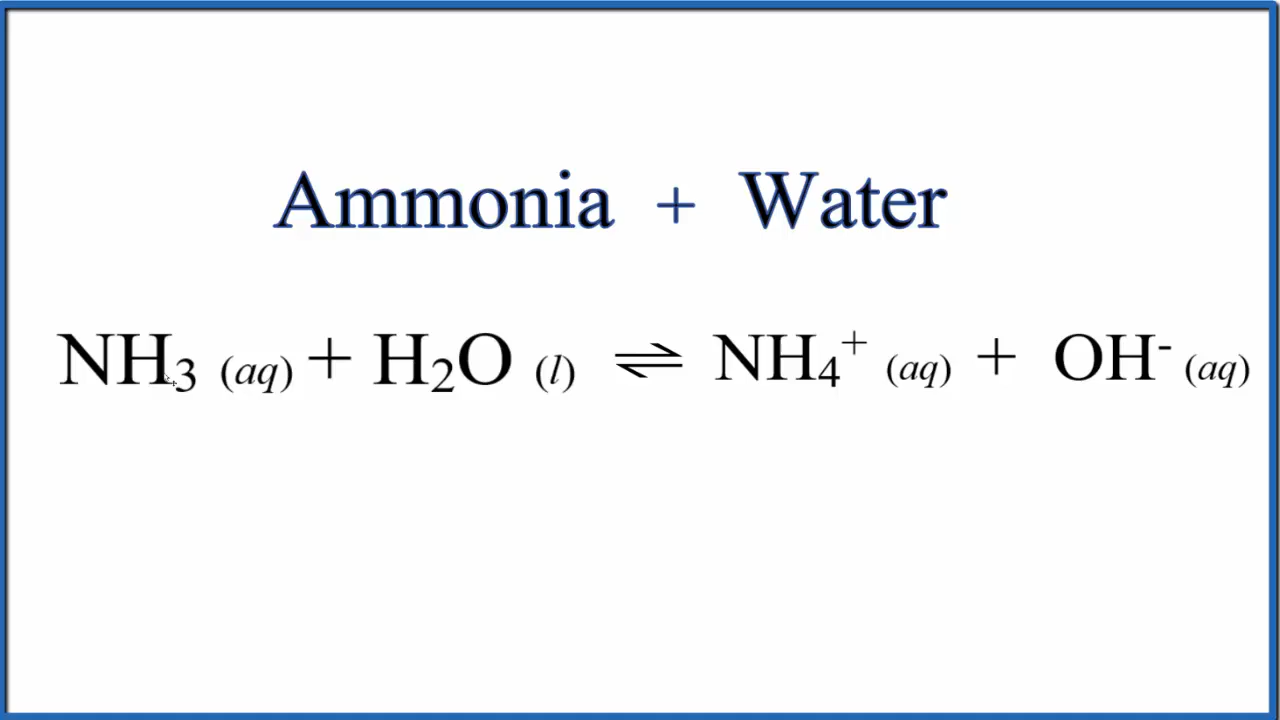 Ammonia + Water
NH₃ (aq) + H₂O (l) ⇌ NH₄⁺ (aq) + OH⁻ (aq)